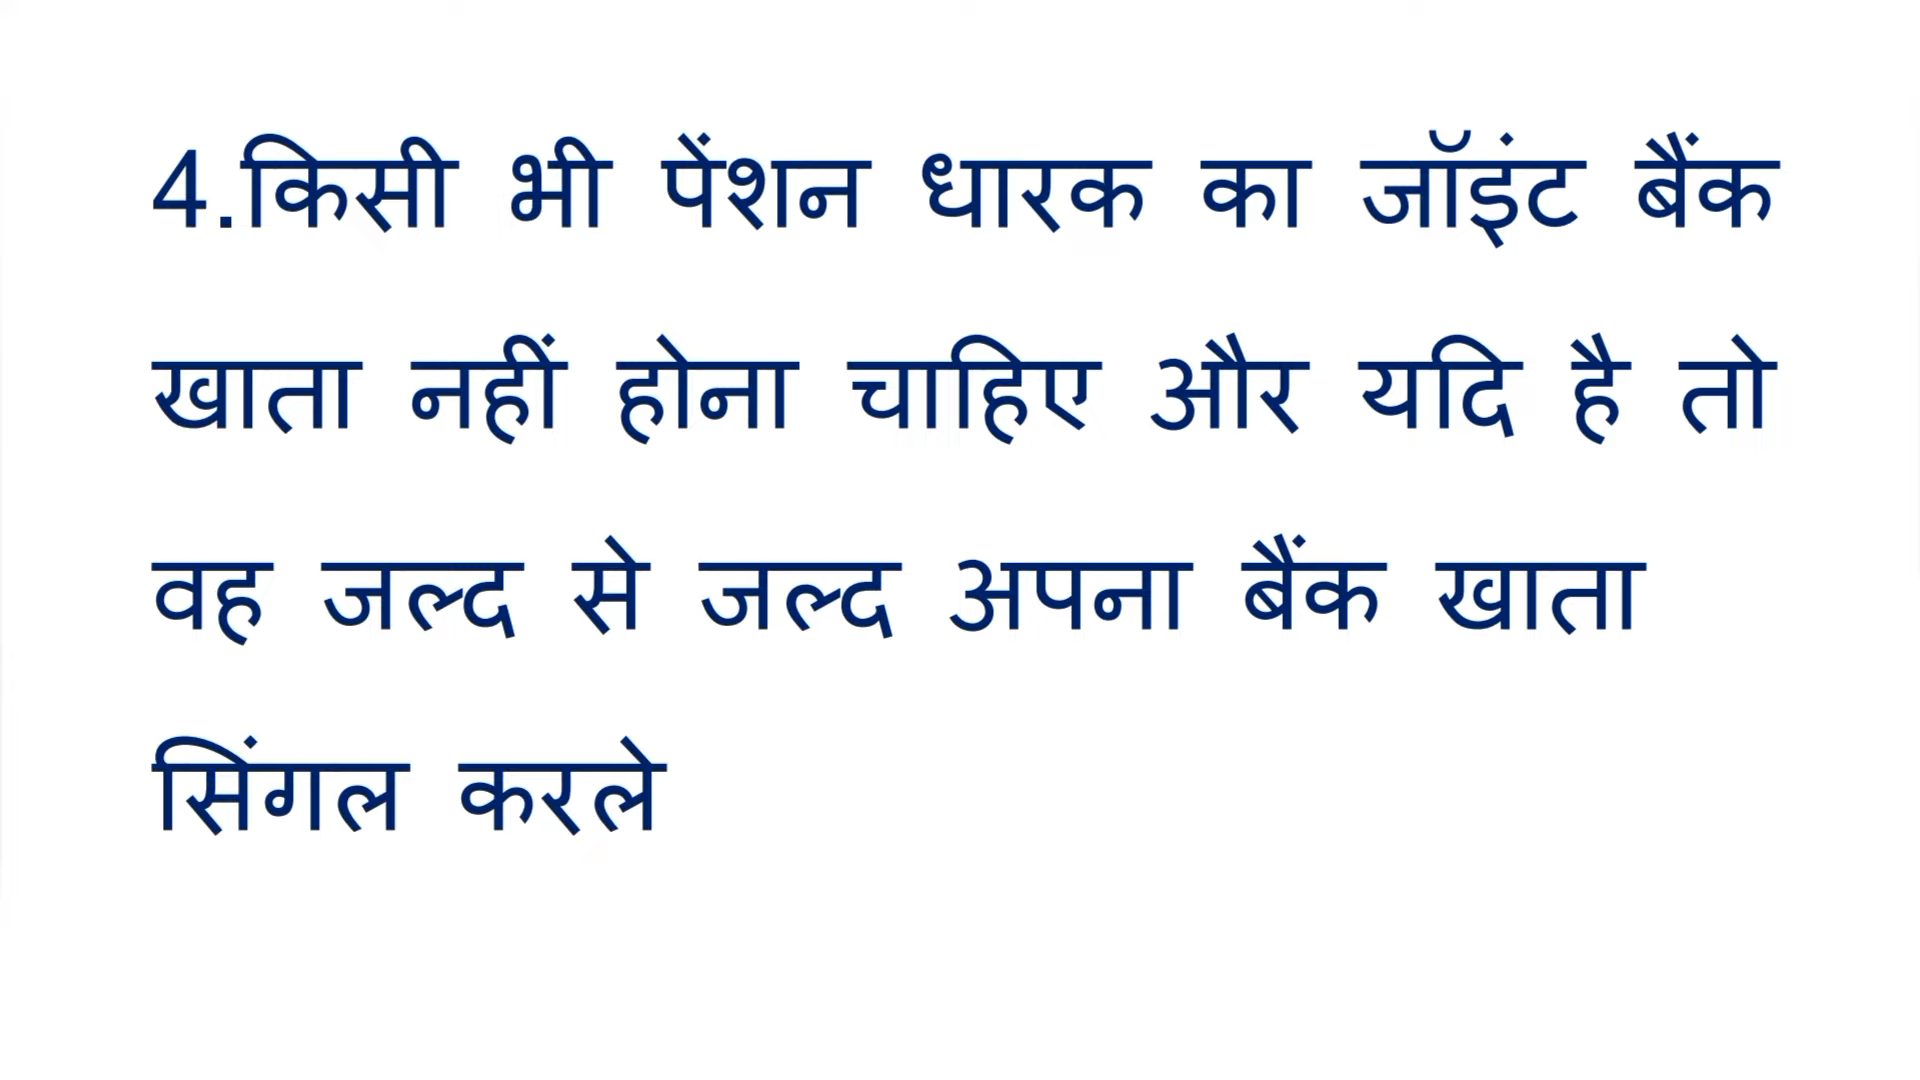 4.किसी भी पेंशन धारक का जॉइंट बैंक
खाता नहीं होना चाहिए और यदि है तो
वह जल्द से जल्द अपना बैंक खाता
सिंगल करले